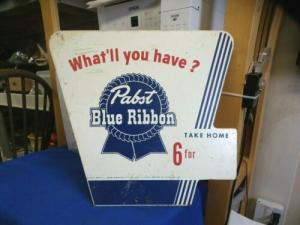 What'll you have?
Pabst
Blue Ribbon
TAKE HOME
6 for